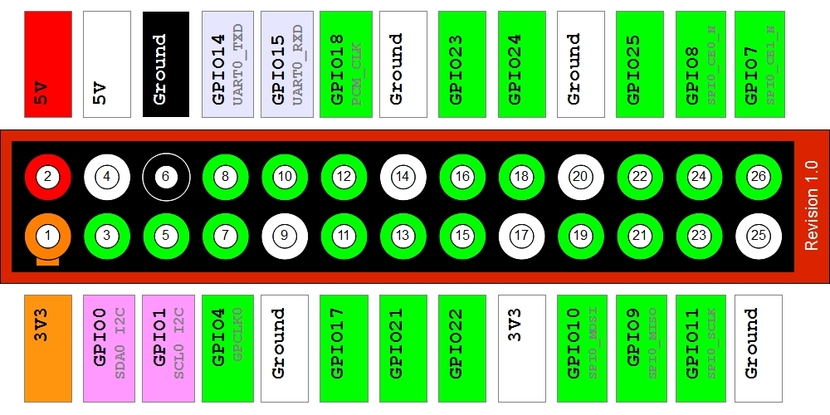 5V
5V
Ground
GPIO14
UART0_TXD
GPIO15
UART0_RXD
GPIO18
PCM_CLK
Ground
GPIO23
GPIO24
Ground
GPIO25
GPIO8
SPI0_CE0_N
GPIO7
SPI0_CE1_N
2 4 6 8 10 12 14 16 18 20 22 24 26
1 3 5 7 9 11 13 15 17 19 21 23 25
Revision 1.0
3V3
GPIO0
SDA0 I2C
GPIO1
SCL0 I2C
GPIO4
GPCLK0
Ground
GPIO17
GPIO21
GPIO22
3V3
GPIO10
SPI0_MOSI
GPIO9
SPI0_MISO
GPIO11
SPI0_SCLK
Ground